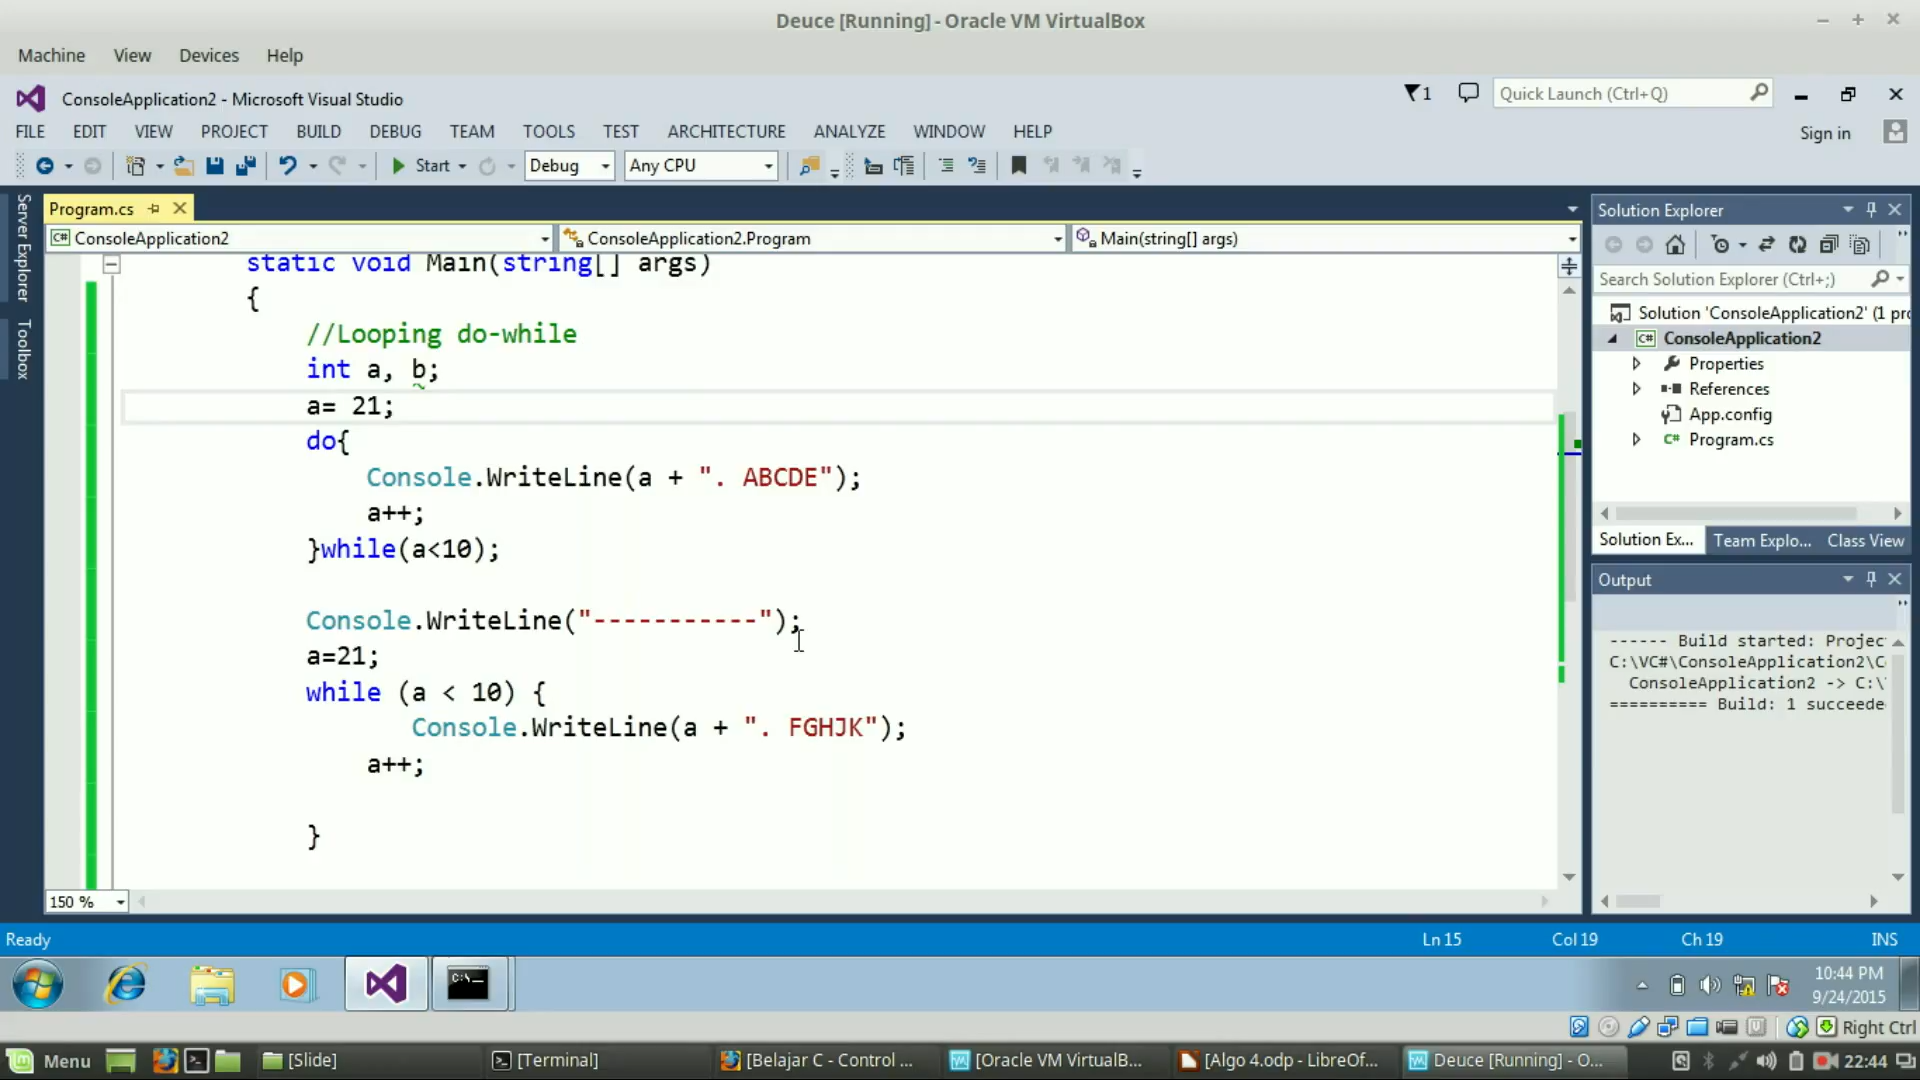 Deuce [Running] - Oracle VM VirtualBox
Machine View Devices Help
ConsoleApplication2 - Microsoft Visual Studio
1
Quick Launch (Ctrl+Q)
FILE EDIT VIEW PROJECT BUILD DEBUG TEAM TOOLS TEST ARCHITECTURE ANALYZE WINDOW HELP
Sign in
Start Debug Any CPU
Server Explorer
Toolbox
Program.cs
ConsoleApplication2
ConsoleApplication2.Program
Main(string[] args)
static void Main(string[] args)
{
//Looping do-while
int a, b;
a= 21;
do{
Console.WriteLine(a + ". ABCDE");
a++;
}while(a<10);
Console.WriteLine("-----------");
a=21;
while (a < 10) {
Console.WriteLine(a + ". FGHJK");
a++;
}
150 %
Solution Explorer
Search Solution Explorer (Ctrl+;)
Solution 'ConsoleApplication2' (1 pro
C# ConsoleApplication2
Properties
References
App.config
C# Program.cs
Solution Ex... Team Explo... Class View
Output
------ Build started: Projec
C:\VC#\ConsoleApplication2\C
ConsoleApplication2 -> C:\
========== Build: 1 succeede
Ready
Ln 15 Col 19 Ch 19 INS
10:44 PM
9/24/2015
Right Ctrl
Menu
[Slide]
[Terminal]
[Belajar C - Control ...
[Oracle VM VirtualB...
[Algo 4.odp - LibreOf...
Deuce [Running] - O...
22:44